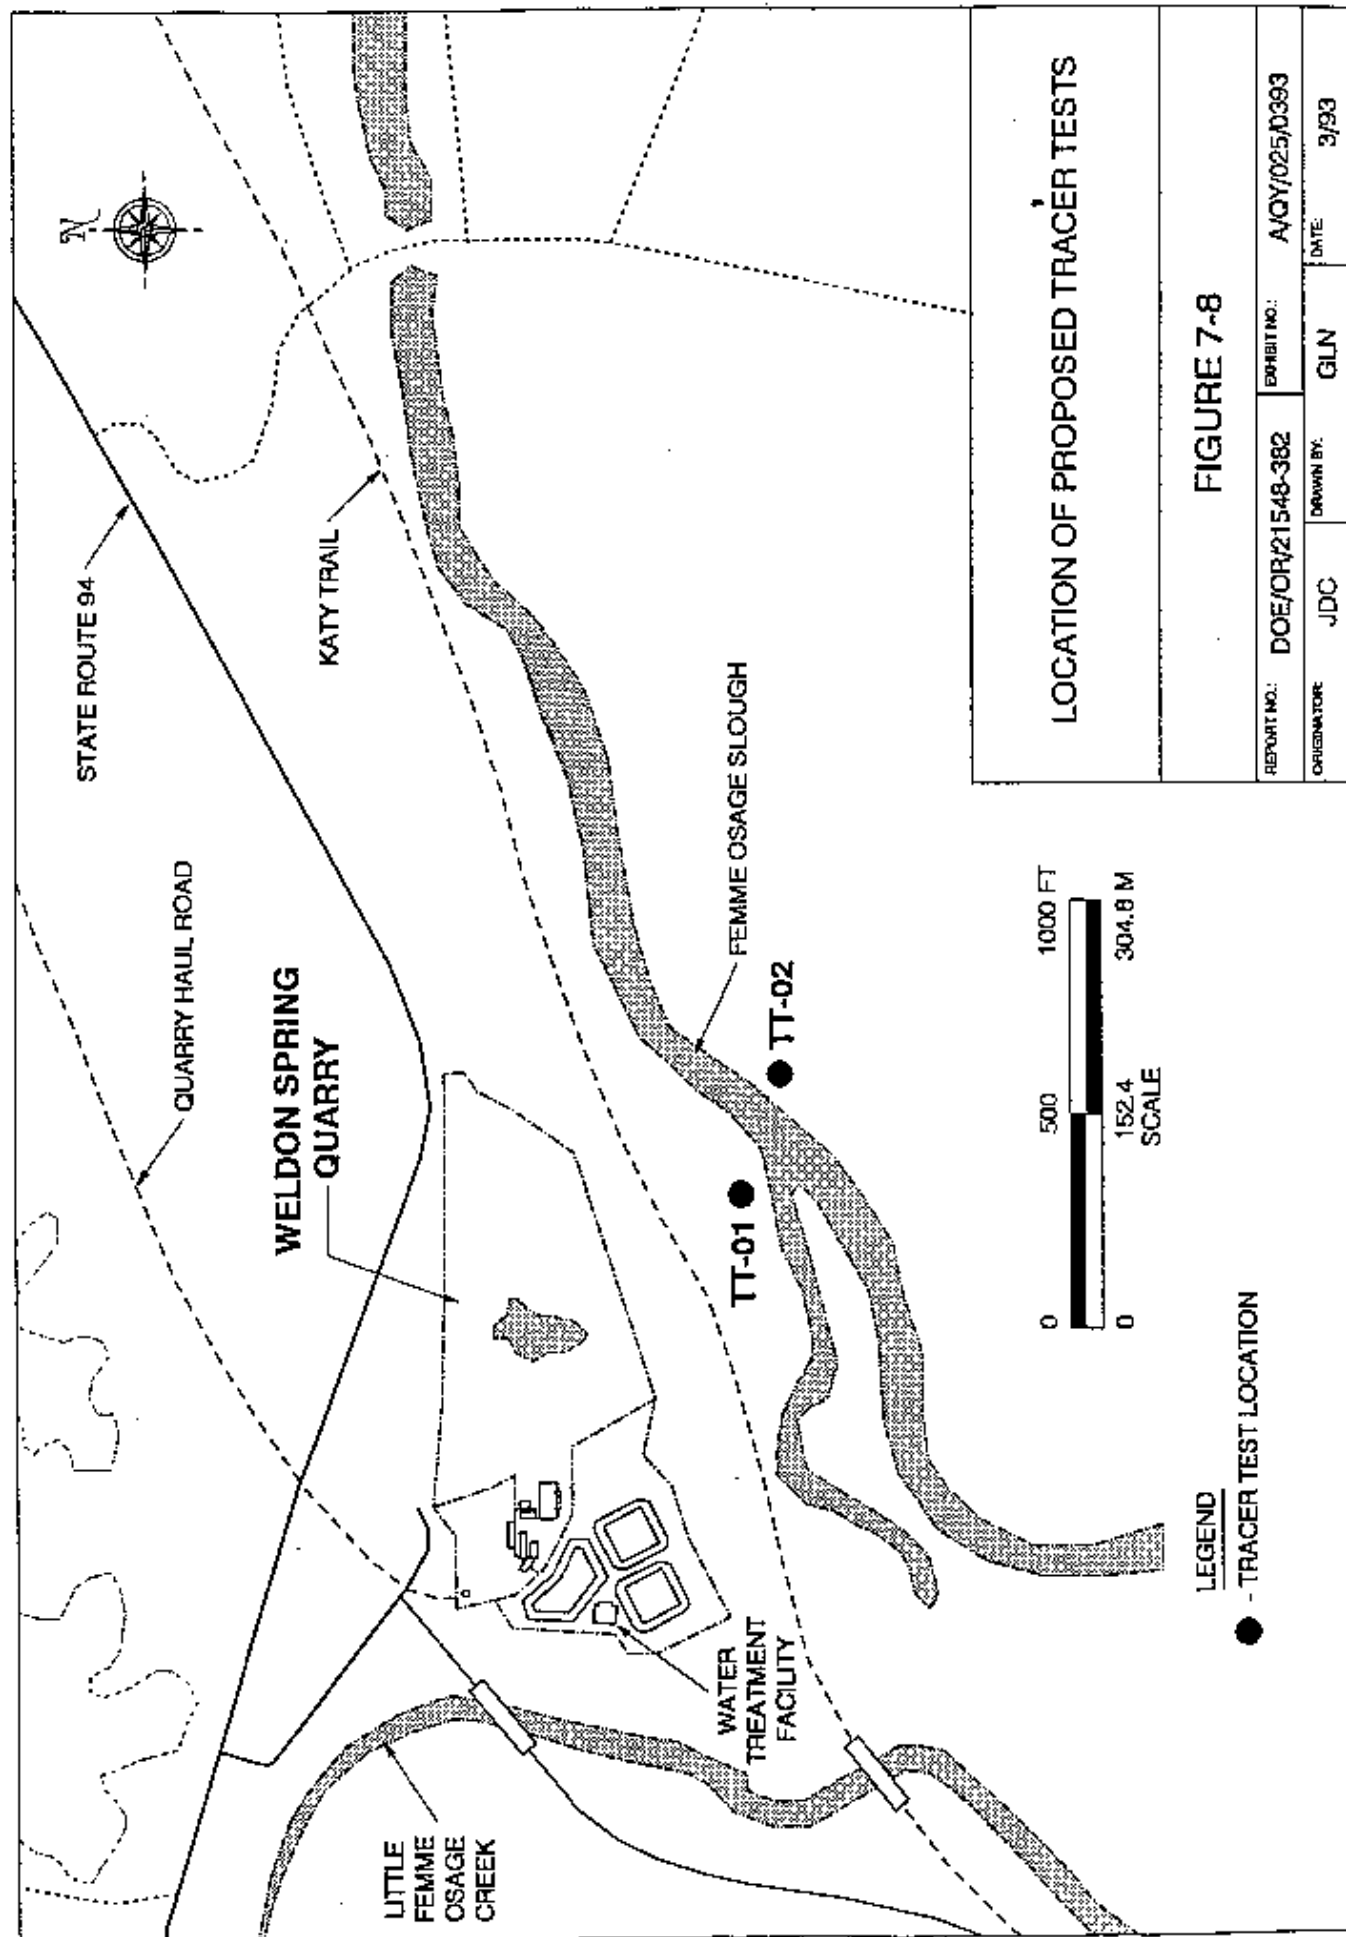 N
STATE ROUTE 94
KATY TRAIL
QUARRY HAUL ROAD
WELDON SPRING
QUARRY
FEMME OSAGE SLOUGH
TT-01
TT-02
LITTLE
FEMME
OSAGE
CREEK
WATER
TREATMENT
FACILITY
0 500 1000 FT
0 152.4 304.8 M
SCALE
LEGEND
- TRACER TEST LOCATION
LOCATION OF PROPOSED TRACER TESTS
FIGURE 7-8
REPORT NO.: DOE/OR/21548-382 EXHIBIT NO.: A/QY/025/0393
ORIGINATOR: JDC DRAWN BY: GLN DATE: 3/93